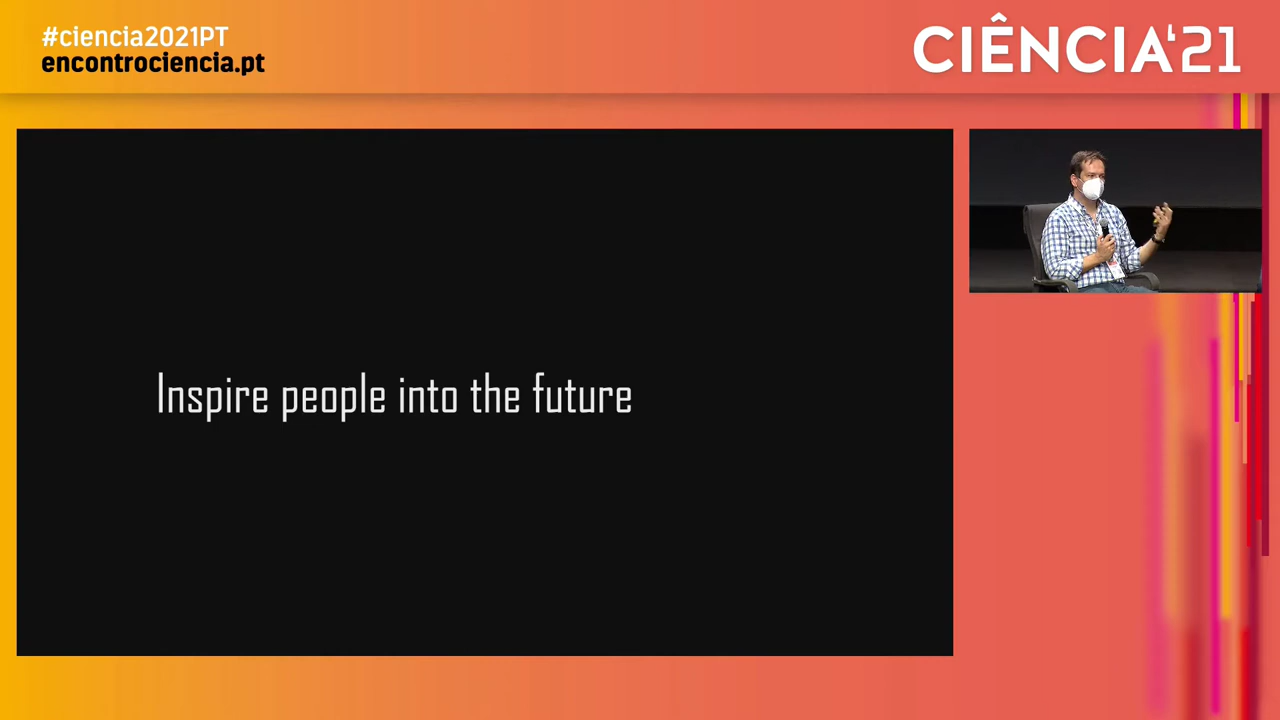 #ciencia2021PT
encontrociencia.pt
CIÊNCIA'21
Inspire people into the future